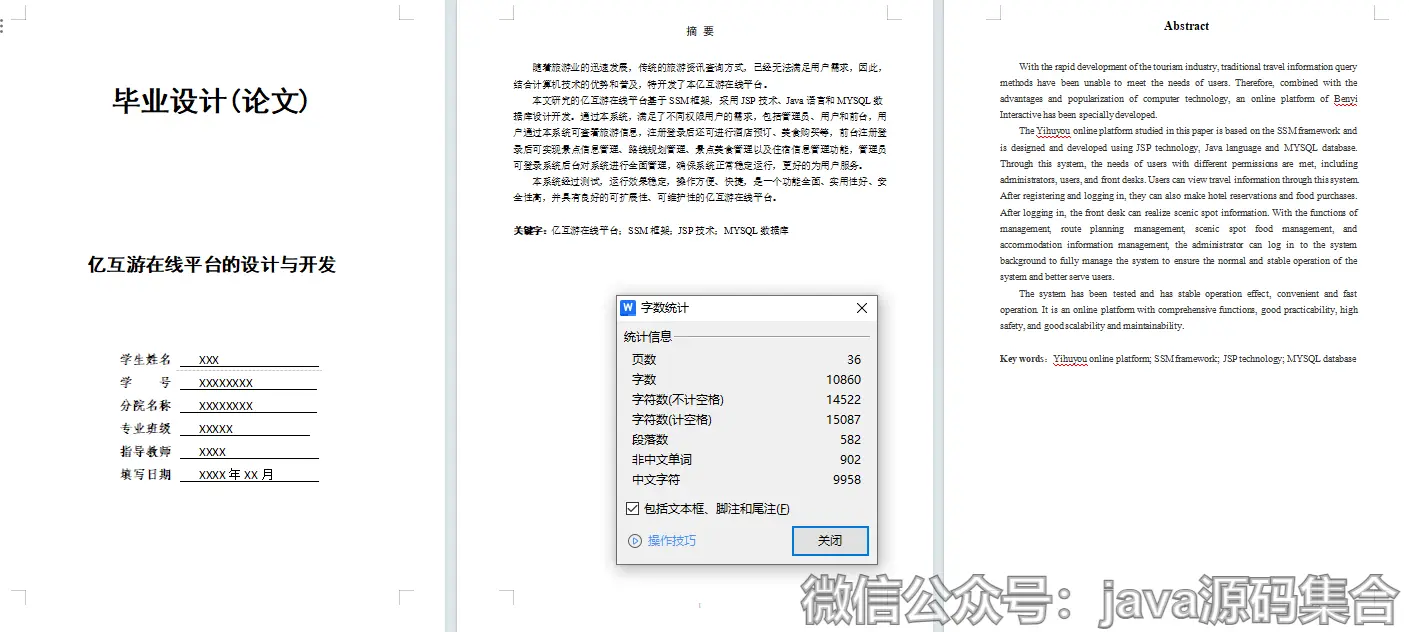 毕业设计(论文)
亿互游在线平台的设计与开发
学生姓名 XXX
学 号 XXXXXXXX
分院名称 XXXXXXXX
专业班级 XXXXX
指导教师 XXXX
填写日期 XXXX 年 XX 月
摘 要
随着旅游业的迅速发展，传统的旅游资讯查询方式，已经无法满足用户需求，因此，
结合计算机技术的优势和普及，特开发了本亿互游在线平台。
本文研究的亿互游在线平台基于 SSM 框架，采用 JSP 技术、Java 语言和 MYSQL 数
据库设计开发。通过本系统，满足了不同权限用户的需求，包括管理员、用户和前台，用
户通过本系统可查看旅游信息，注册登录后还可进行酒店预订、美食购买等，前台注册登
录后可实现景点信息管理、路线规划管理、景点美食管理以及住宿信息管理功能，管理员
可登录系统后台对系统进行全面管理，确保系统正常稳定运行，更好的为用户服务。
本系统经过测试，运行效果稳定，操作方便、快捷，是一个功能全面、实用性好、安
全性高，并具有良好的可扩展性、可维护性的亿互游在线平台。
关键字：亿互游在线平台；SSM 框架；JSP 技术；MYSQL 数据库
字数统计
统计信息
页数 36
字数 10860
字符数(不计空格) 14522
字符数(计空格) 15087
段落数 582
非中文单词 902
中文字符 9958
包括文本框、脚注和尾注(F)
操作技巧
关闭
Abstract
With the rapid development of the tourism industry, traditional travel information query
methods have been unable to meet the needs of users. Therefore, combined with the
advantages and popularization of computer technology, an online platform of Benyi
Interactive has been specially developed.
The Yihuyou online platform studied in this paper is based on the SSM framework and
is designed and developed using JSP technology, Java language and MYSQL database.
Through this system, the needs of users with different permissions are met, including
administrators, users, and front desks. Users can view travel information through this system.
After registering and logging in, they can also make hotel reservations and food purchases.
After logging in, the front desk can realize scenic spot information. With the functions of
management, route planning management, scenic spot food management, and
accommodation information management, the administrator can log in to the system
background to fully manage the system to ensure the normal and stable operation of the
system and better serve users.
The system has been tested and has stable operation effect, convenient and fast
operation. It is an online platform with comprehensive functions, good practicability, high
safety, and good scalability and maintainability.
Key words：Yihuyou online platform; SSM framework; JSP technology; MYSQL database
微信公众号：java源码集合